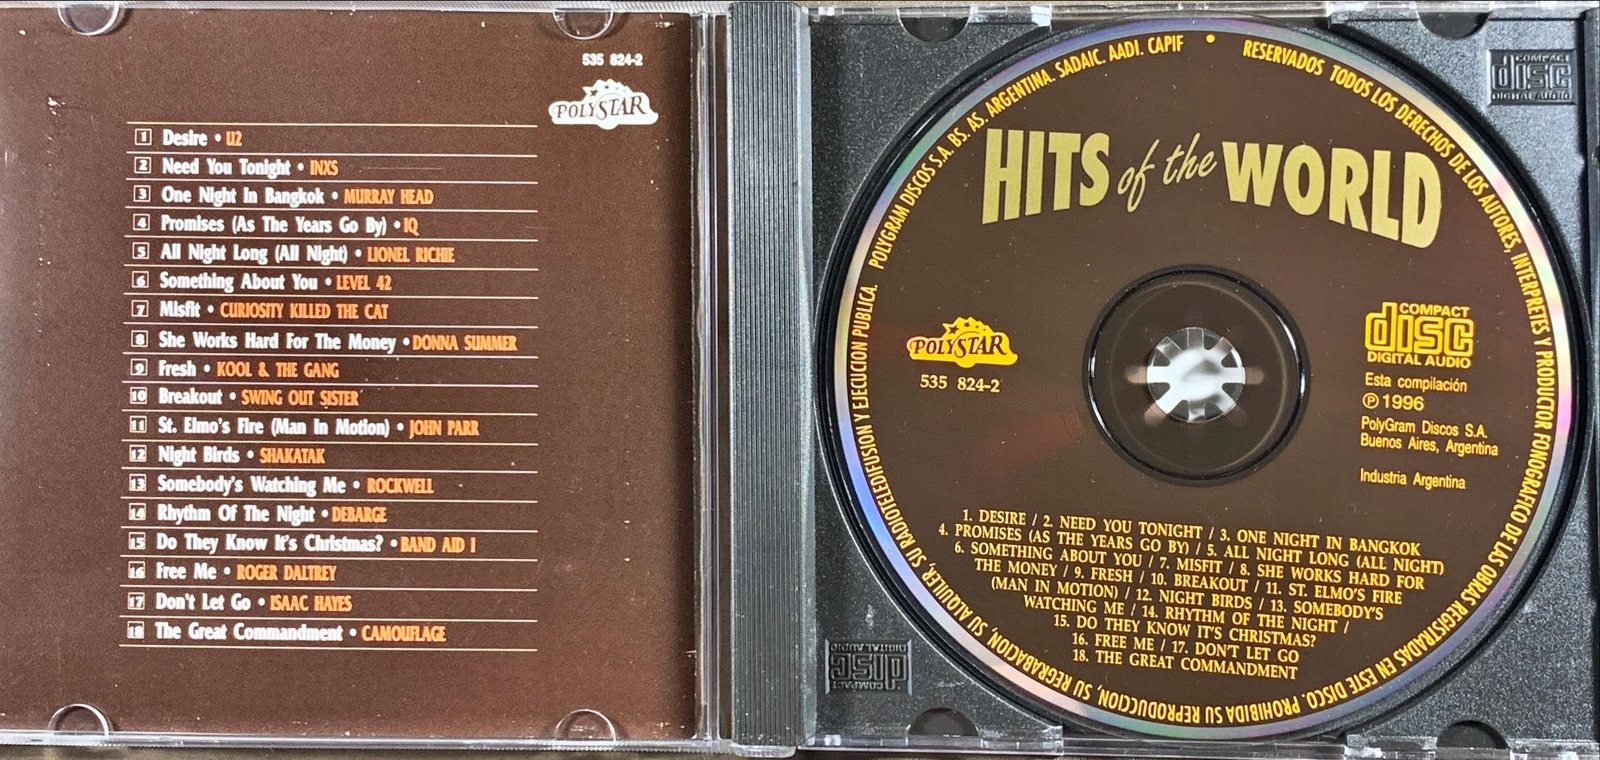 535 824-2
POLYSTAR
1 Desire • U2
2 Need You Tonight • INXS
3 One Night In Bangkok • MURRAY HEAD
4 Promises (As The Years Go By) • IQ
5 All Night Long (All Night) • LIONEL RICHIE
6 Something About You • LEVEL 42
7 Misfit • CURIOSITY KILLED THE CAT
8 She Works Hard For The Money • DONNA SUMMER
9 Fresh • KOOL & THE GANG
10 Breakout • SWING OUT SISTER
11 St. Elmo's Fire (Man In Motion) • JOHN PARR
12 Night Birds • SHAKATAK
13 Somebody's Watching Me • ROCKWELL
14 Rhythm Of The Night • DEBARGE
15 Do They Know It's Christmas? • BAND AID I
16 Free Me • ROGER DALTREY
17 Don't Let Go • ISAAC HAYES
18 The Great Commandment • CAMOUFLAGE
POLYGRAM DISCOS S.A. BS. AS. ARGENTINA. SADAIC. AADI. CAPIF • RESERVADOS TODOS LOS DERECHOS DE LOS AUTORES, INTERPRETES Y PRODUCTOR FONOGRAFICO DE LAS OBRAS REGISTRADAS EN ESTE DISCO. PROHIBIDA SU REPRODUCCION, SU REGRABACION, SU ALQUILER, SU RADIOTELEDIFUSION Y EJECUCION PUBLICA.
HITS of the WORLD
POLYSTAR
535 824-2
COMPACT
disc
DIGITAL AUDIO
Esta compilación
℗ 1996
PolyGram Discos S.A.
Buenos Aires, Argentina
Industria Argentina
1. DESIRE / 2. NEED YOU TONIGHT / 3. ONE NIGHT IN BANGKOK
4. PROMISES (AS THE YEARS GO BY) / 5. ALL NIGHT LONG (ALL NIGHT)
6. SOMETHING ABOUT YOU / 7. MISFIT / 8. SHE WORKS HARD FOR
THE MONEY / 9. FRESH / 10. BREAKOUT / 11. ST. ELMO'S FIRE
(MAN IN MOTION) / 12. NIGHT BIRDS / 13. SOMEBODY'S
WATCHING ME / 14. RHYTHM OF THE NIGHT /
15. DO THEY KNOW IT'S CHRISTMAS?
16. FREE ME / 17. DON'T LET GO
18. THE GREAT COMMANDMENT
COMPACT
disc
DIGITAL AUDIO
COMPACT
disc
DIGITAL AUDIO